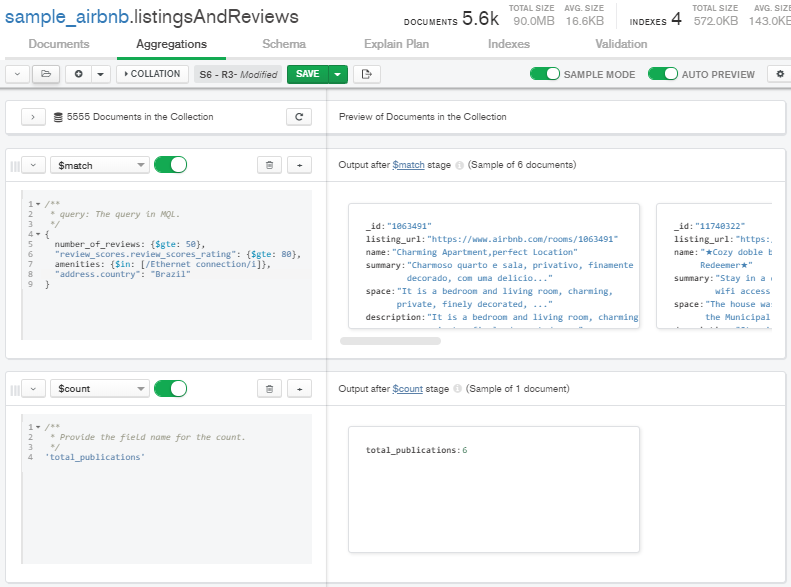 sample_airbnb.listingsAndReviews
DOCUMENTS 5.6k TOTAL SIZE 90.0MB AVG. SIZE 16.6KB INDEXES 4 TOTAL SIZE 572.0KB AVG. SIZE 143.0KB
Documents Aggregations Schema Explain Plan Indexes Validation
COLLATION S6 - R3- Modified SAVE SAMPLE MODE AUTO PREVIEW
5555 Documents in the Collection Preview of Documents in the Collection
$match Output after $match stage (Sample of 6 documents)
1 /**
2 * query: The query in MQL.
3 */
4 {
5 number_of_reviews: {$gte: 50},
6 "review_scores.review_scores_rating": {$gte: 80},
7 amenities: {$in: [/Ethernet connection/i]},
8 "address.country": "Brazil"
9 }
_id:"1063491"
listing_url:"https://www.airbnb.com/rooms/1063491"
name:"Charming Apartment,perfect Location"
summary:"Charmoso quarto e sala, privativo, finamente
decorado, com uma delicio..."
space:"It is a bedroom and living room, charming,
private, finely decorated, ..."
description:"It is a bedroom and living room, charming
_id:"11740322"
listing_url:"https:
name:"★Cozy doble b
Redeemer★"
summary:"Stay in a
wifi access
space:"The house wa
the Municipal
$count Output after $count stage (Sample of 1 document)
1 /**
2 * Provide the field name for the count.
3 */
4 'total_publications'
total_publications:6